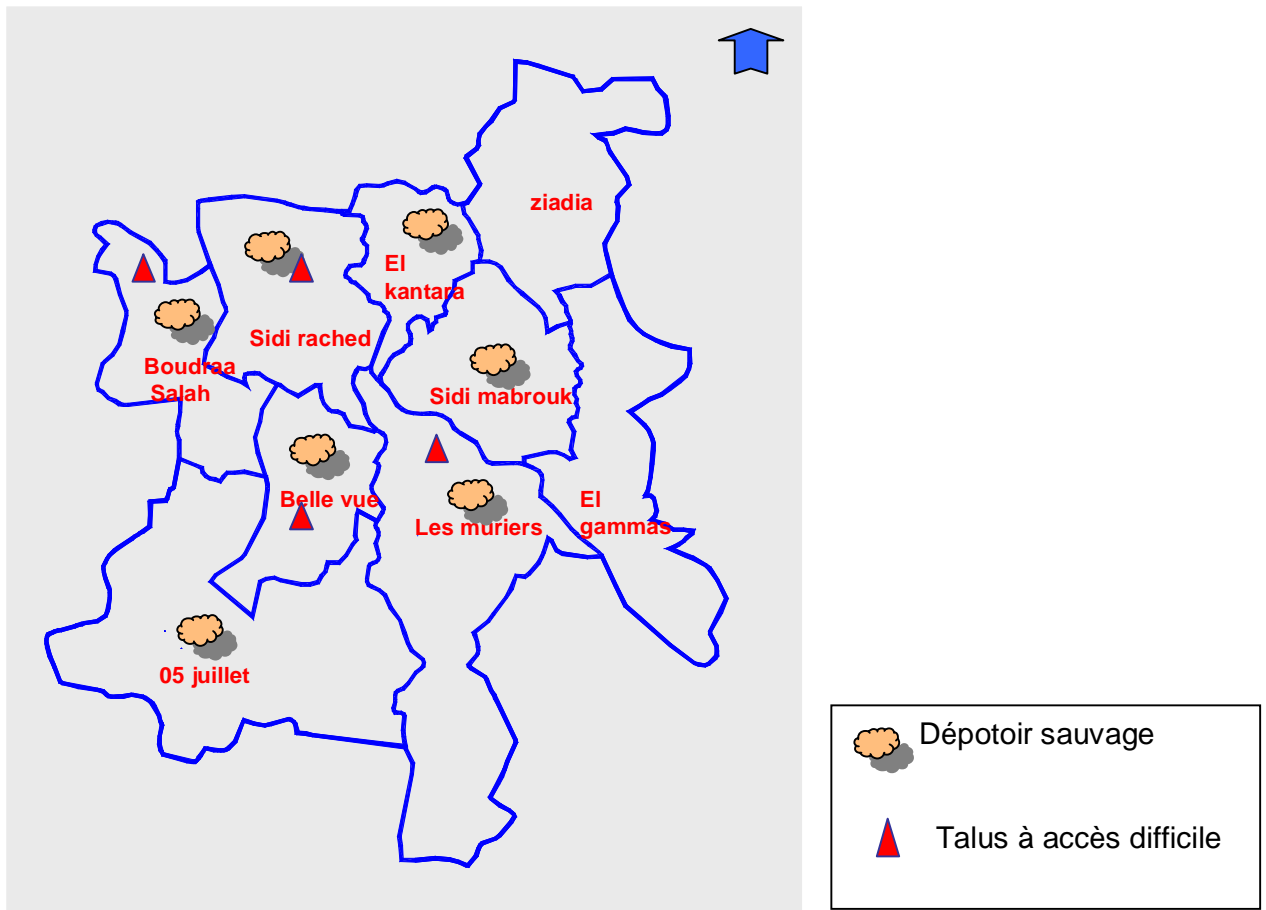 ziadia
El
kantara
Sidi rached
Boudraa
Salah
Sidi mabrouk
Belle vue
Les muriers
El
gammas
05 juillet
Dépotoir sauvage
Talus à accès difficile